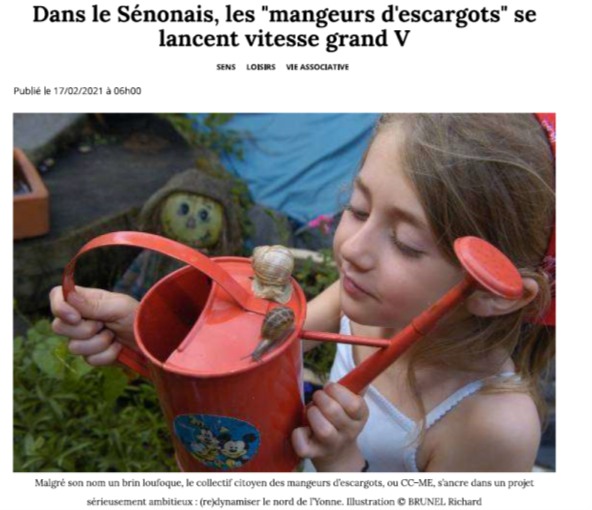 Dans le Sénonais, les "mangeurs d'escargots" se
lancent vitesse grand V
SENS LOISIRS VIE ASSOCIATIVE
Publié le 17/02/2021 à 06h00
Malgré son nom un brin loufoque, le collectif citoyen des mangeurs d'escargots, ou CC-ME, s'ancre dans un projet
sérieusement ambitieux : (re)dynamiser le nord de l'Yonne. Illustration © BRUNEL Richard